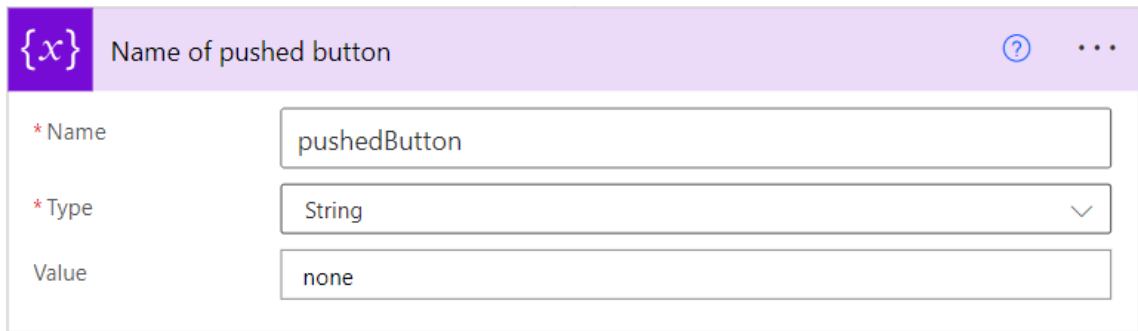 {x} Name of pushed button ? ...
* Name pushedButton
* Type String
Value none